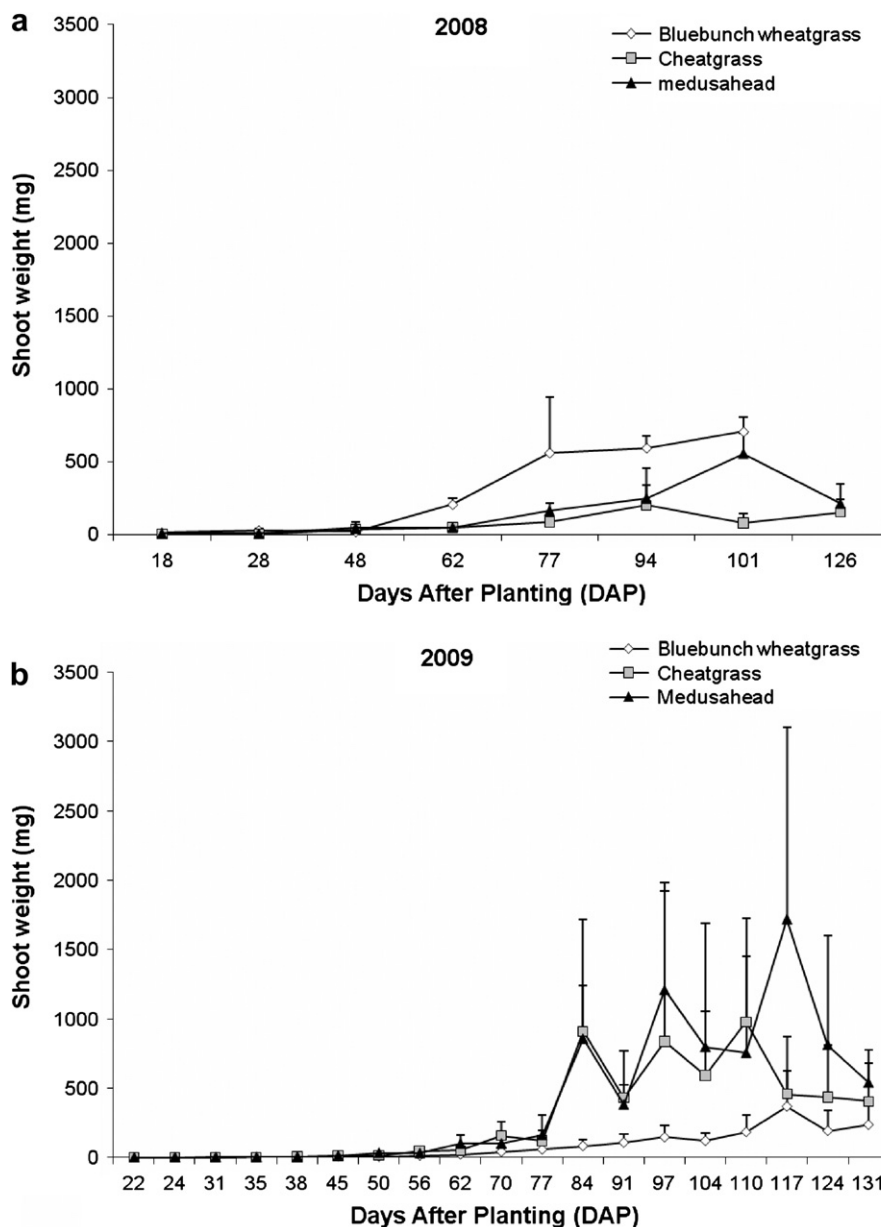 a
2008
Bluebunch wheatgrass
Cheatgrass
medusahead
Shoot weight (mg)
3500
3000
2500
2000
1500
1000
500
0
18 28 48 62 77 94 101 126
Days After Planting (DAP)
b
2009
Bluebunch wheatgrass
Cheatgrass
Medusahead
Shoot weight (mg)
3500
3000
2500
2000
1500
1000
500
0
22 24 31 35 38 45 50 56 62 70 77 84 91 97 104 110 117 124 131
Days After Planting (DAP)